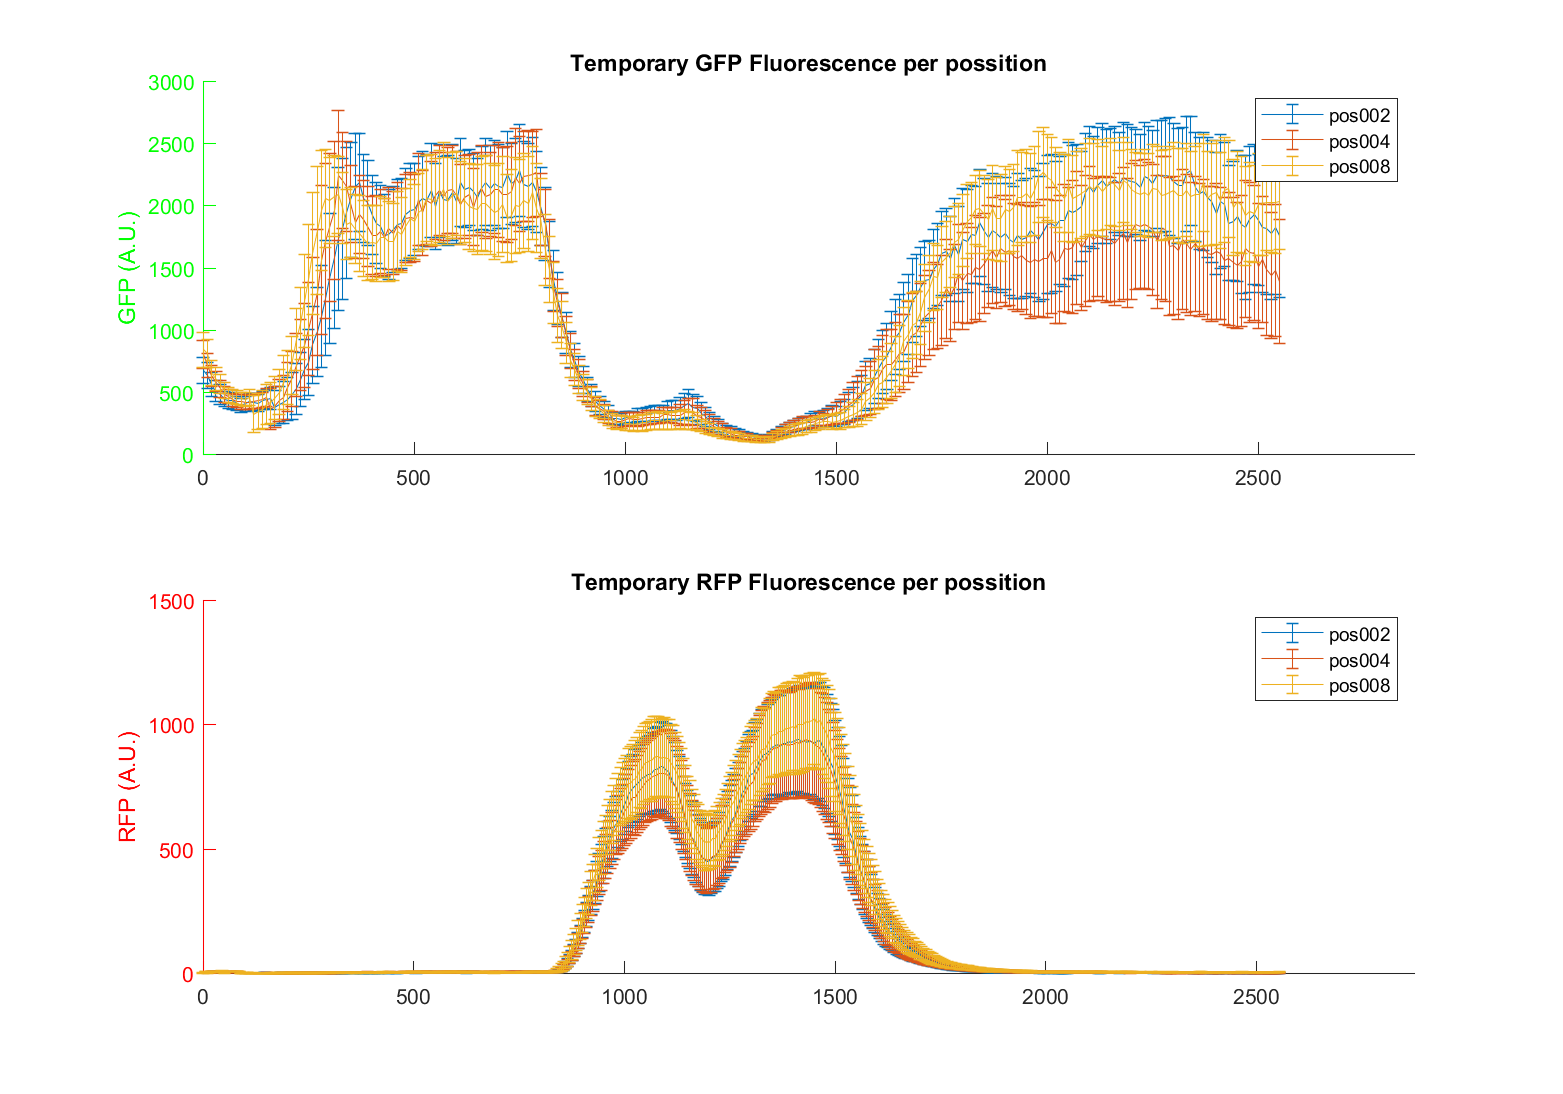 Temporary GFP Fluorescence per possition
3000
2500
2000
1500
1000
500
0
GFP (A.U.)
0 500 1000 1500 2000 2500
pos002
pos004
pos008
Temporary RFP Fluorescence per possition
1500
1000
500
0
RFP (A.U.)
0 500 1000 1500 2000 2500
pos002
pos004
pos008